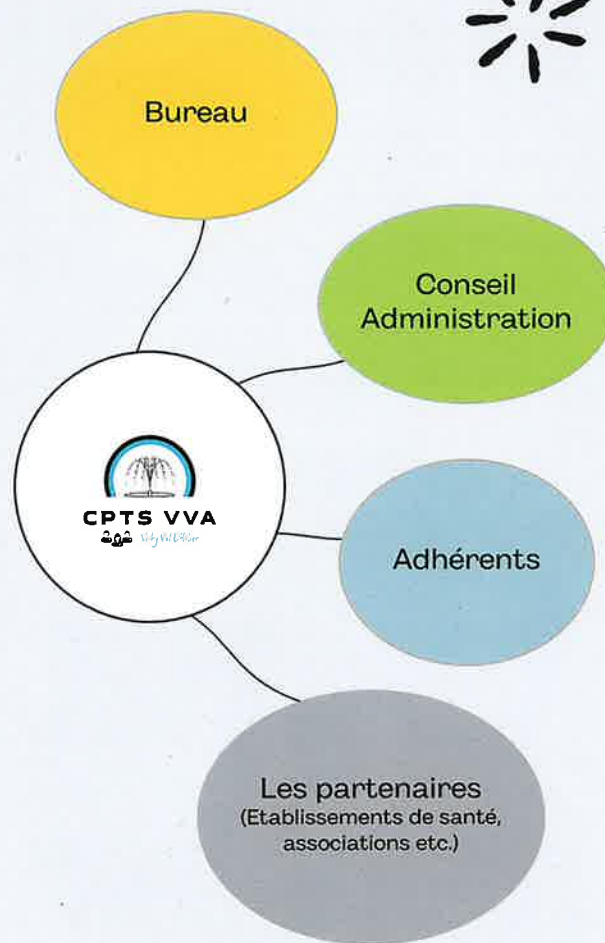 Bureau
Conseil
Administration
CPTS VVA
Adhérents
Les partenaires
(Etablissements de santé,
associations etc.)